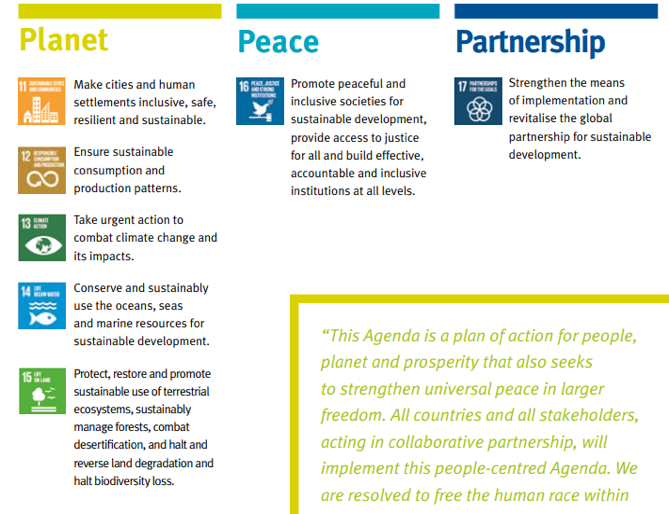 Planet
11 SUSTAINABLE CITIES
AND COMMUNITIES
Make cities and human
settlements inclusive, safe,
resilient and sustainable.
12 RESPONSIBLE
CONSUMPTION
AND PRODUCTION
Ensure sustainable
consumption and
production patterns.
13 CLIMATE
ACTION
Take urgent action to
combat climate change and
its impacts.
14 LIFE
BELOW WATER
Conserve and sustainably
use the oceans, seas
and marine resources for
sustainable development.
15 LIFE
ON LAND
Protect, restore and promote
sustainable use of terrestrial
ecosystems, sustainably
manage forests, combat
desertification, and halt and
reverse land degradation and
halt biodiversity loss.
Peace
16 PEACE, JUSTICE
AND STRONG
INSTITUTIONS
Promote peaceful and
inclusive societies for
sustainable development,
provide access to justice
for all and build effective,
accountable and inclusive
institutions at all levels.
Partnership
17 PARTNERSHIPS
FOR THE GOALS
Strengthen the means
of implementation and
revitalise the global
partnership for sustainable
development.
“This Agenda is a plan of action for people,
planet and prosperity that also seeks
to strengthen universal peace in larger
freedom. All countries and all stakeholders,
acting in collaborative partnership, will
implement this people-centred Agenda. We
are resolved to free the human race within